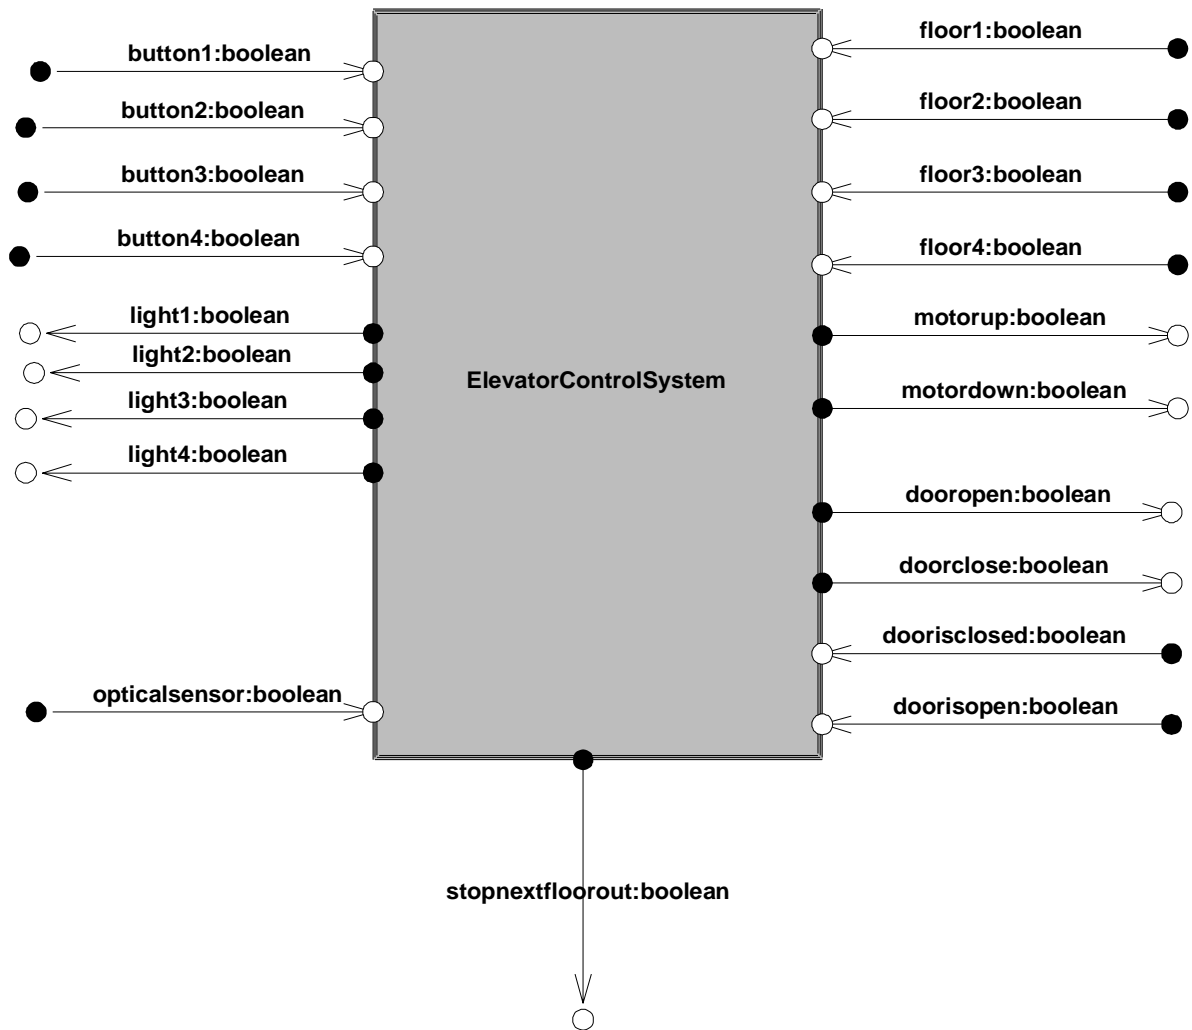 button1:boolean
button2:boolean
button3:boolean
button4:boolean
light1:boolean
light2:boolean
light3:boolean
light4:boolean
opticalsensor:boolean
ElevatorControlSystem
floor1:boolean
floor2:boolean
floor3:boolean
floor4:boolean
motorup:boolean
motordown:boolean
dooropen:boolean
doorclose:boolean
doorisclosed:boolean
doorisopen:boolean
stopnextfloorout:boolean